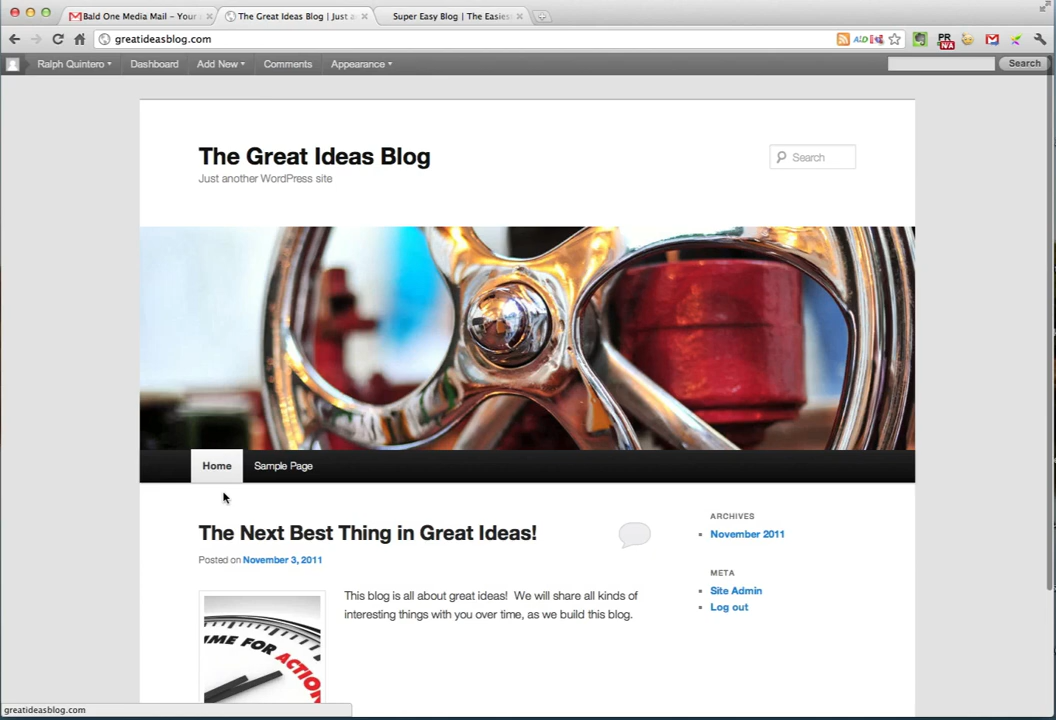 Bald One Media Mail – Your
The Great Ideas Blog | Just a
Super Easy Blog | The Easies
greatideasblog.com
PR
N/A
Ralph Quintero
Dashboard
Add New
Comments
Appearance
Search
The Great Ideas Blog
Just another WordPress site
Search
Home
Sample Page
The Next Best Thing in Great Ideas!
Posted on November 3, 2011
This blog is all about great ideas! We will share all kinds of
interesting things with you over time, as we build this blog.
IME FOR ACTION
ARCHIVES
November 2011
META
Site Admin
Log out
greatideasblog.com